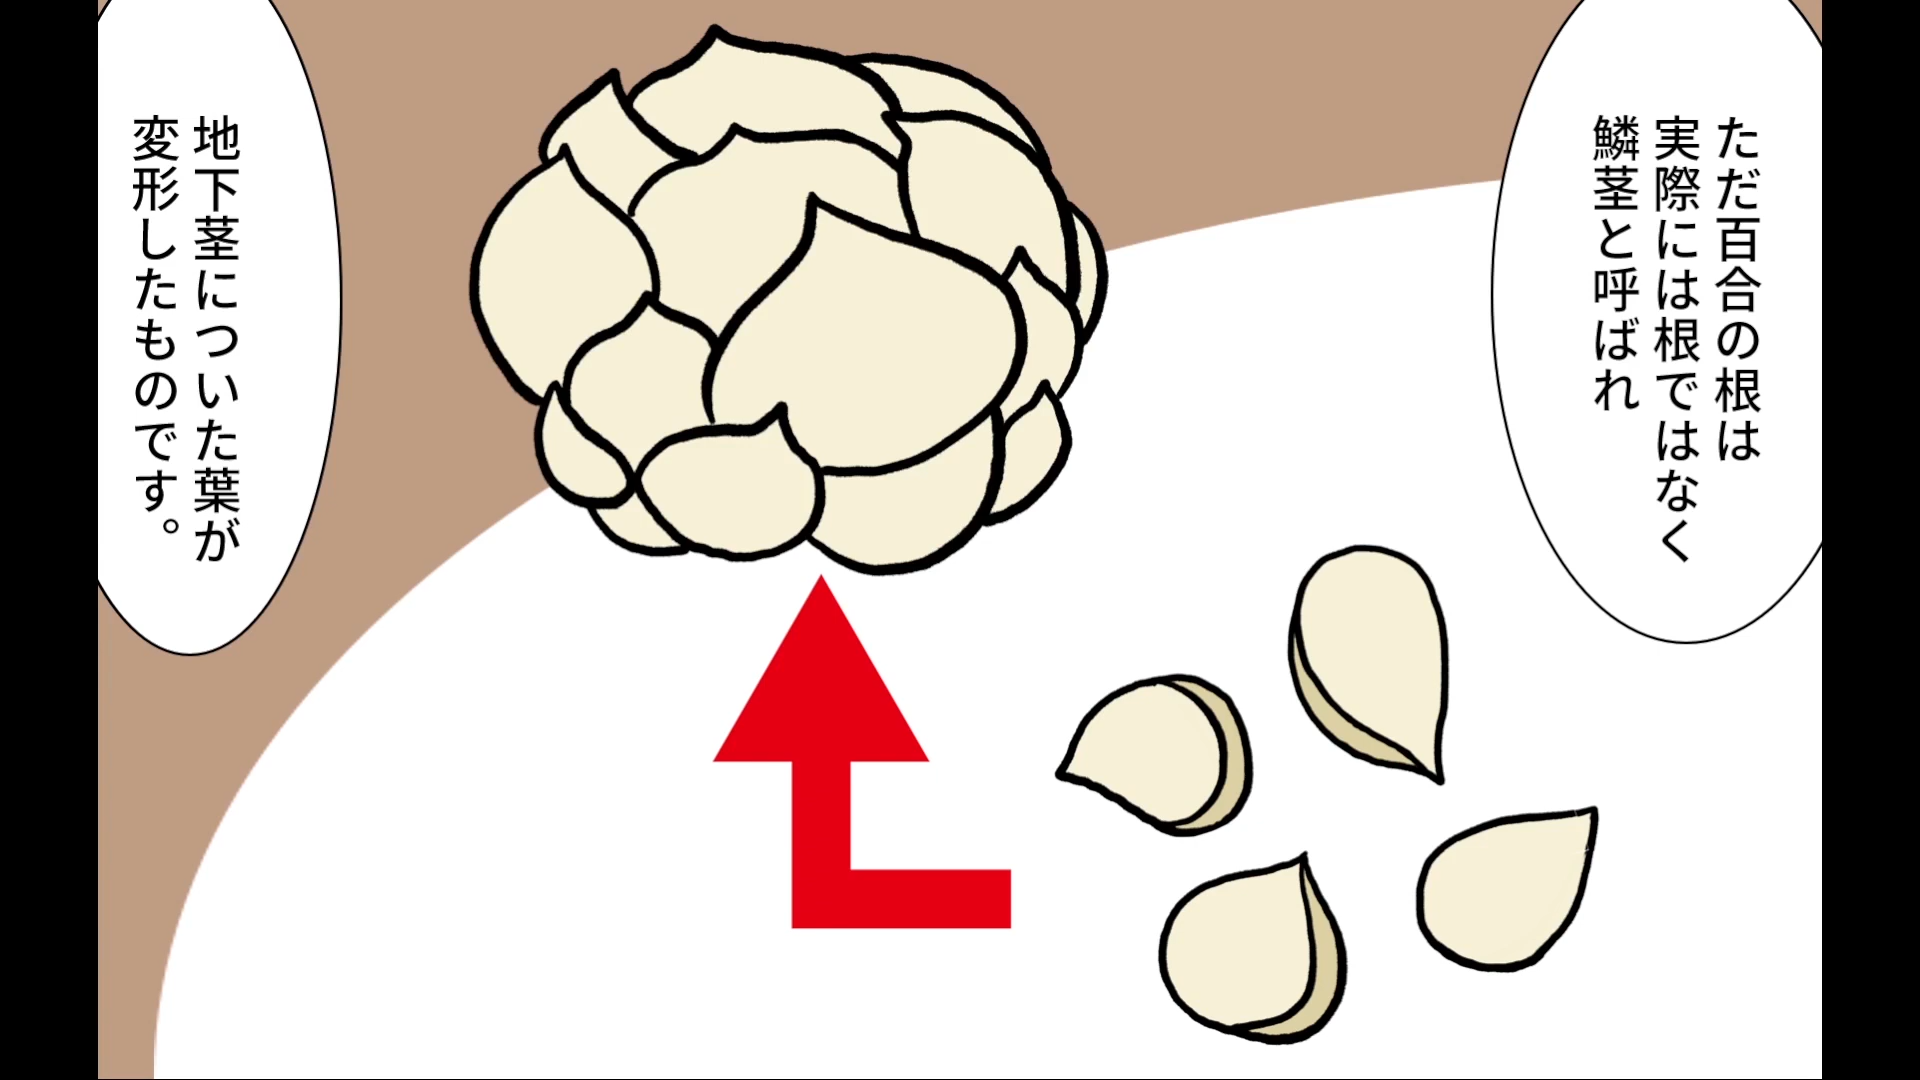 ただ百合の根は
実際には根ではなく
鱗茎と呼ばれ
地下茎についた葉が
変形したものです。